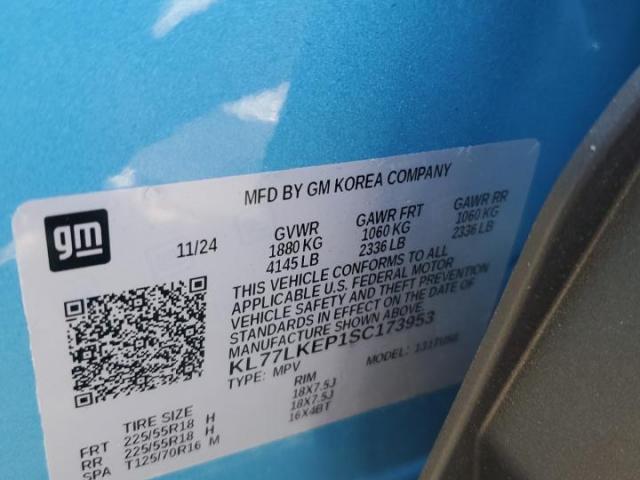 MFD BY GM KOREA COMPANY
gm
11/24 GVWR GAWR FRT GAWR RR
1880 KG 1060 KG 1060 KG
4145 LB 2336 LB 2336 LB
THIS VEHICLE CONFORMS TO ALL
APPLICABLE U.S. FEDERAL MOTOR
VEHICLE SAFETY AND THEFT PREVENTION
STANDARDS IN EFFECT ON THE DATE OF
MANUFACTURE SHOWN ABOVE.
KL77LKEP1SC173953
TYPE: MPV MODEL:
TIRE SIZE RIM
FRT 225/55R18 H 18X7.5J
RR 225/55R18 H 18X7.5J
SPA T125/70R16 M 16X4BT